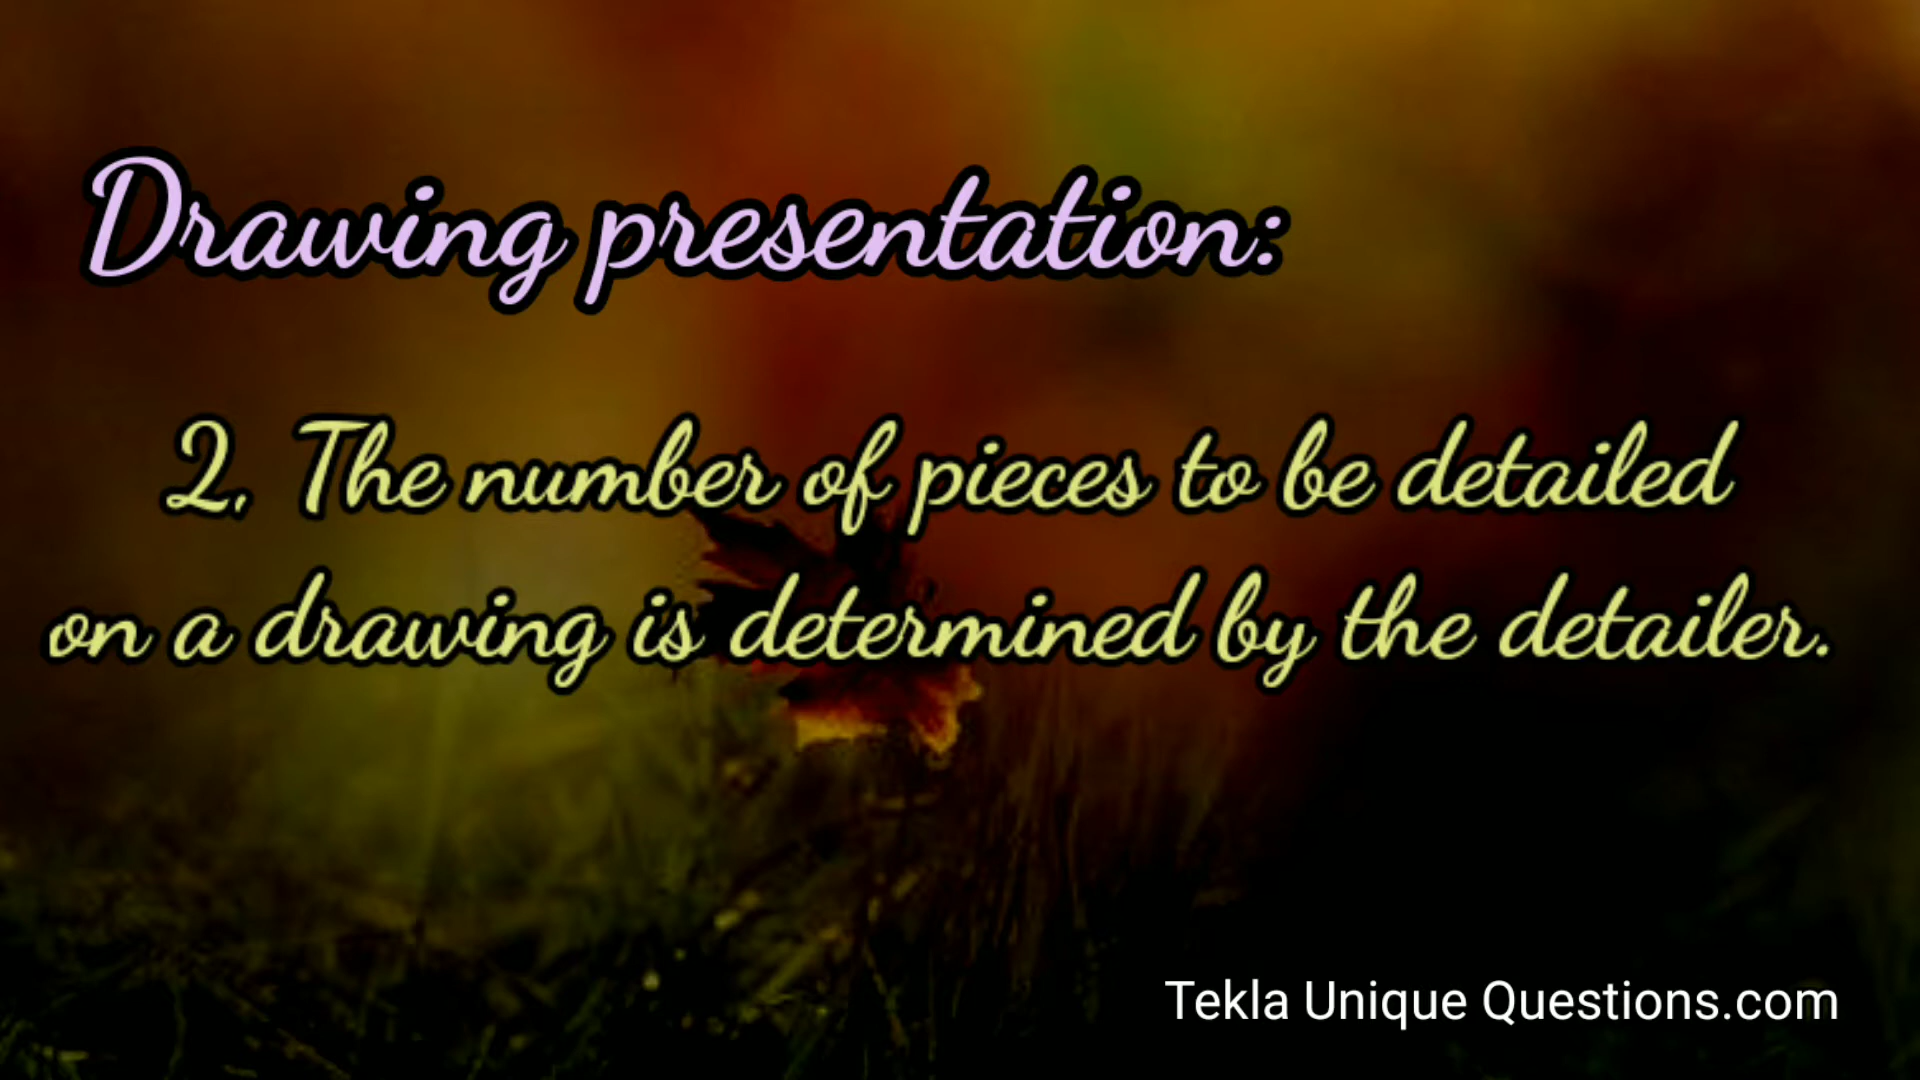 Drawing presentation:
2, The number of pieces to be detailed
on a drawing is determined by the detailer.
Tekla Unique Questions.com